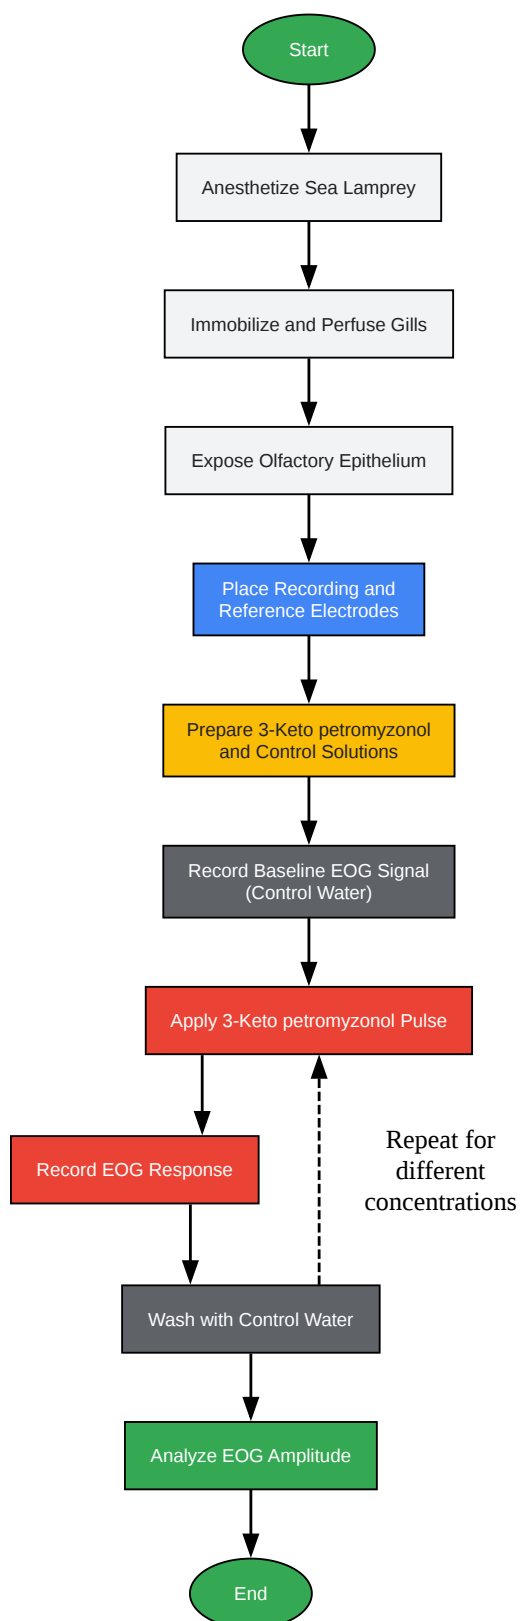 Start
Anesthetize Sea Lamprey
Immobilize and Perfuse Gills
Expose Olfactory Epithelium
Place Recording and
Reference Electrodes
Prepare 3-Keto petromyzonol
and Control Solutions
Record Baseline EOG Signal
(Control Water)
Apply 3-Keto petromyzonol Pulse
Repeat for
different
concentrations
Record EOG Response
Wash with Control Water
Analyze EOG Amplitude
End